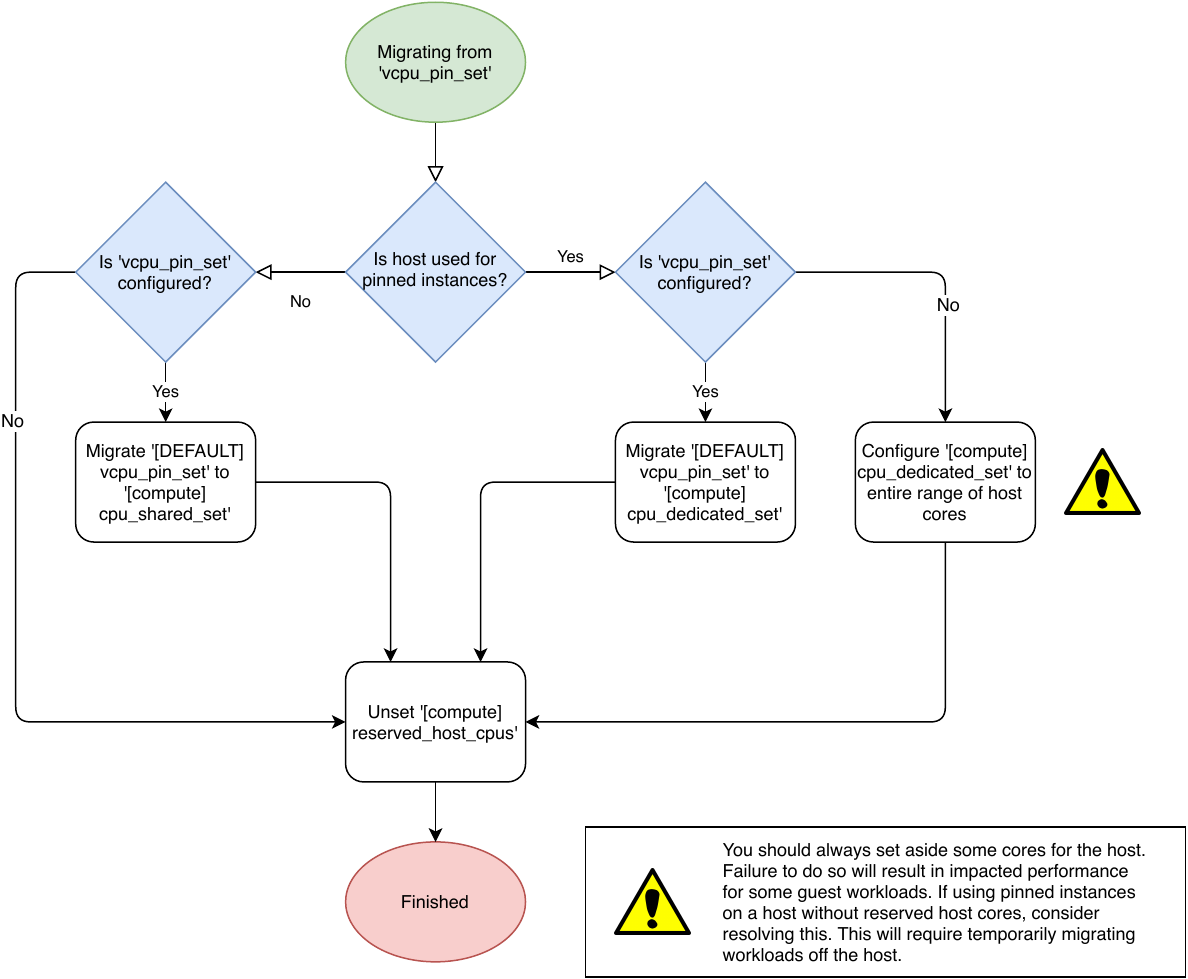 Migrating from
'vcpu_pin_set'
Is 'vcpu_pin_set'
configured?
Is host used for
pinned instances?
Yes
Is 'vcpu_pin_set'
configured?
No
No
Yes
Yes
No
Migrate '[DEFAULT]
vcpu_pin_set' to
'[compute]
cpu_shared_set'
Migrate '[DEFAULT]
vcpu_pin_set' to
'[compute]
cpu_dedicated_set'
Configure '[compute]
cpu_dedicated_set' to
entire range of host
cores
Unset '[compute]
reserved_host_cpus'
Finished
You should always set aside some cores for the host.
Failure to do so will result in impacted performance
for some guest workloads. If using pinned instances
on a host without reserved host cores, consider
resolving this. This will require temporarily migrating
workloads off the host.